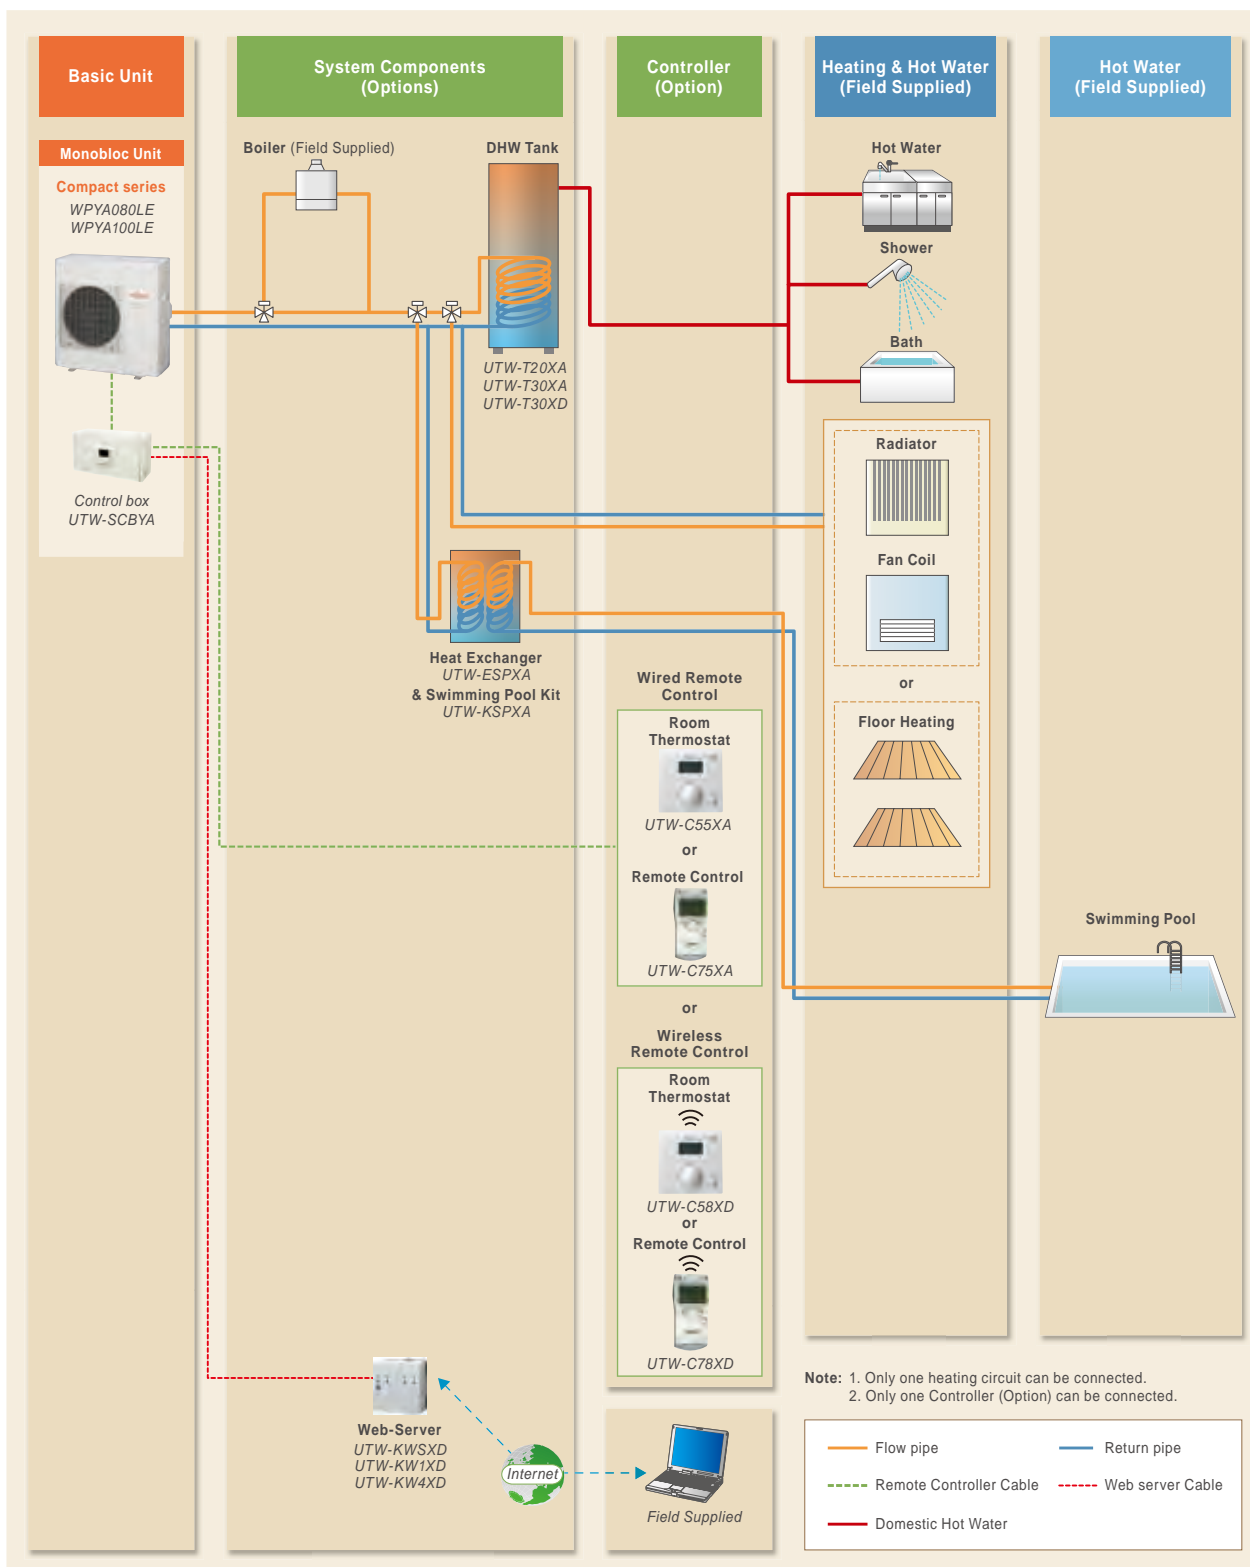 Basic Unit
System Components
(Options)
Controller
(Option)
Heating & Hot Water
(Field Supplied)
Hot Water
(Field Supplied)
Monobloc Unit
Compact series
WPYA080LE
WPYA100LE
Control box
UTW-SCBYA
Boiler (Field Supplied)
DHW Tank
UTW-T20XA
UTW-T30XA
UTW-T30XD
Heat Exchanger
UTW-ESPXA
& Swimming Pool Kit
UTW-KSPXA
Web-Server
UTW-KWSXD
UTW-KW1XD
UTW-KW4XD
Internet
Wired Remote
Control
Room
Thermostat
UTW-C55XA
or
Remote Control
UTW-C75XA
or
Wireless
Remote Control
Room
Thermostat
UTW-C58XD
or
Remote Control
UTW-C78XD
Field Supplied
Hot Water
Shower
Bath
Radiator
Fan Coil
or
Floor Heating
Swimming Pool
Note: 1. Only one heating circuit can be connected.
2. Only one Controller (Option) can be connected.
Flow pipe
Return pipe
Remote Controller Cable
Web server Cable
Domestic Hot Water